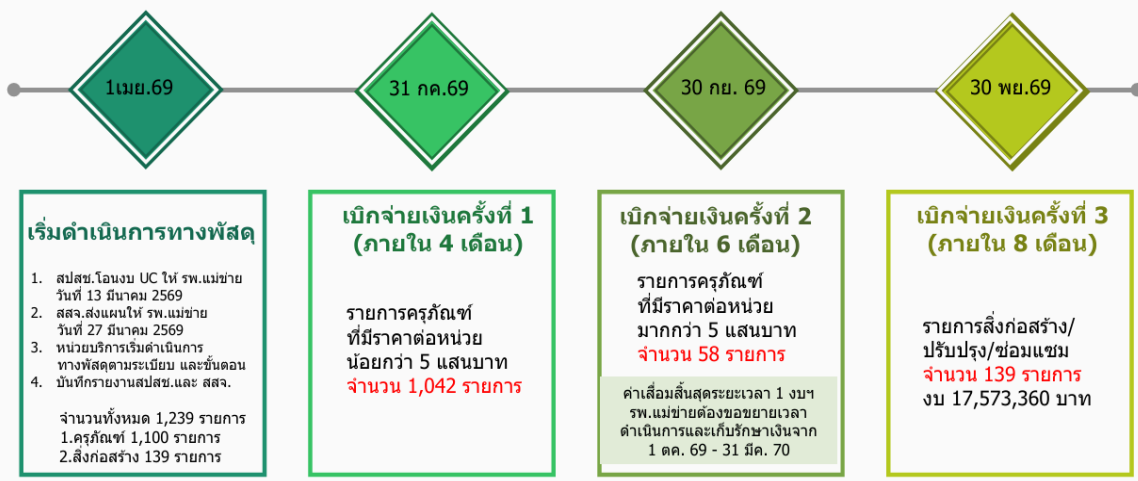 1เมย.69
31 กค.69
30 กย. 69
30 พย.69
เริ่มดำเนินการทางพัสดุ
1. สปสช.โอนงบ UC ให้ รพ.แม่ข่าย
วันที่ 13 มีนาคม 2569
2. สสจ.ส่งแผนให้ รพ.แม่ข่าย
วันที่ 27 มีนาคม 2569
3. หน่วยบริการเริ่มดำเนินการ
ทางพัสดุตามระเบียบ และขั้นตอน
4. บันทึกรายงานสปสช.และ สสจ.
จำนวนทั้งหมด 1,239 รายการ
1.ครุภัณฑ์ 1,100 รายการ
2.สิ่งก่อสร้าง 139 รายการ
เบิกจ่ายเงินครั้งที่ 1
(ภายใน 4 เดือน)
รายการครุภัณฑ์
ที่มีราคาต่อหน่วย
น้อยกว่า 5 แสนบาท
จำนวน 1,042 รายการ
เบิกจ่ายเงินครั้งที่ 2
(ภายใน 6 เดือน)
รายการครุภัณฑ์
ที่มีราคาต่อหน่วย
มากกว่า 5 แสนบาท
จำนวน 58 รายการ
ค่าเสื่อมสิ้นสุดระยะเวลา 1 งบฯ
รพ.แม่ข่ายต้องขอขยายเวลา
ดำเนินการและเก็บรักษาเงินจาก
1 ตค. 69 - 31 มีค. 70
เบิกจ่ายเงินครั้งที่ 3
(ภายใน 8 เดือน)
รายการสิ่งก่อสร้าง/
ปรับปรุง/ซ่อมแซม
จำนวน 139 รายการ
งบ 17,573,360 บาท